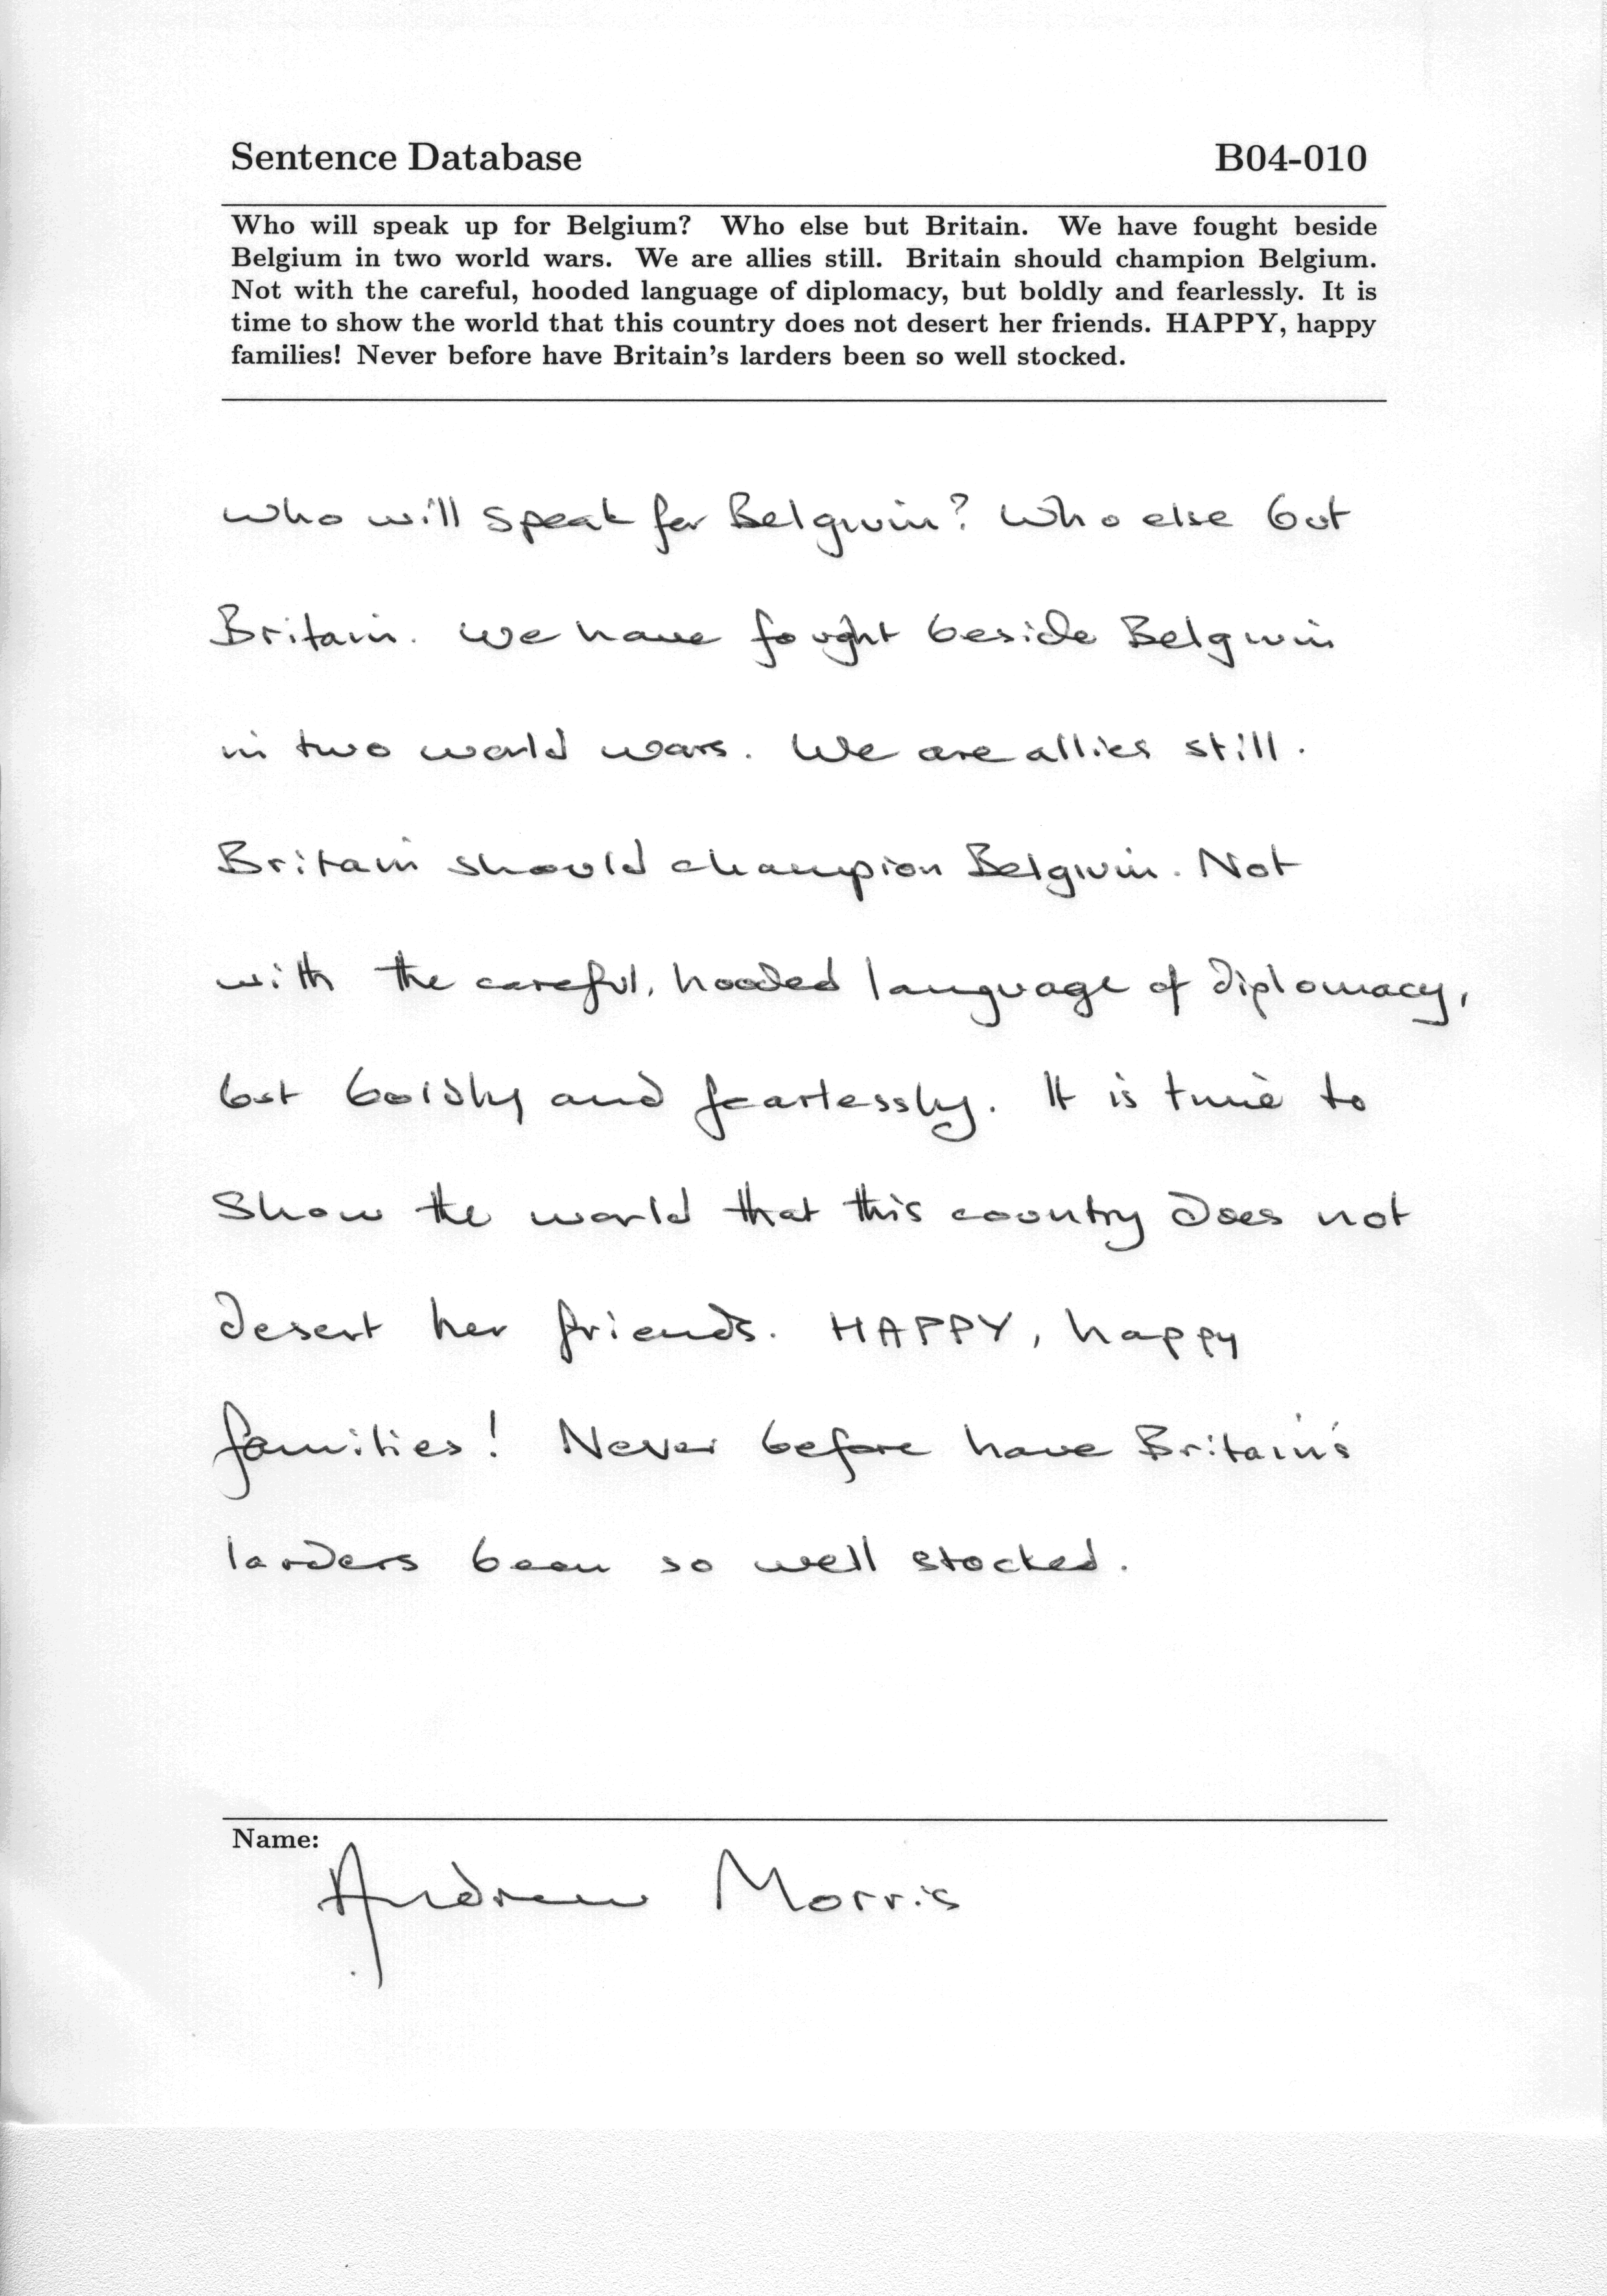 Sentence Database B04-010
Who will speak up for Belgium? Who else but Britain. We have fought beside
Belgium in two world wars. We are allies still. Britain should champion Belgium.
Not with the careful, hooded language of diplomacy, but boldly and fearlessly. It is
time to show the world that this country does not desert her friends. HAPPY, happy
families! Never before have Britain's larders been so well stocked.
Who will speak for Belgium? Who else but
Britain. We have fought beside Belgium
in two world wars. We are allies still.
Britain should champion Belgium. Not
with the careful, hooded language of diplomacy,
but boldly and fearlessly. It is time to
show the world that this country does not
desert her friends. HAPPY, happy
families! Never before have Britain's
larders been so well stocked.
Name:
Andrew Morris